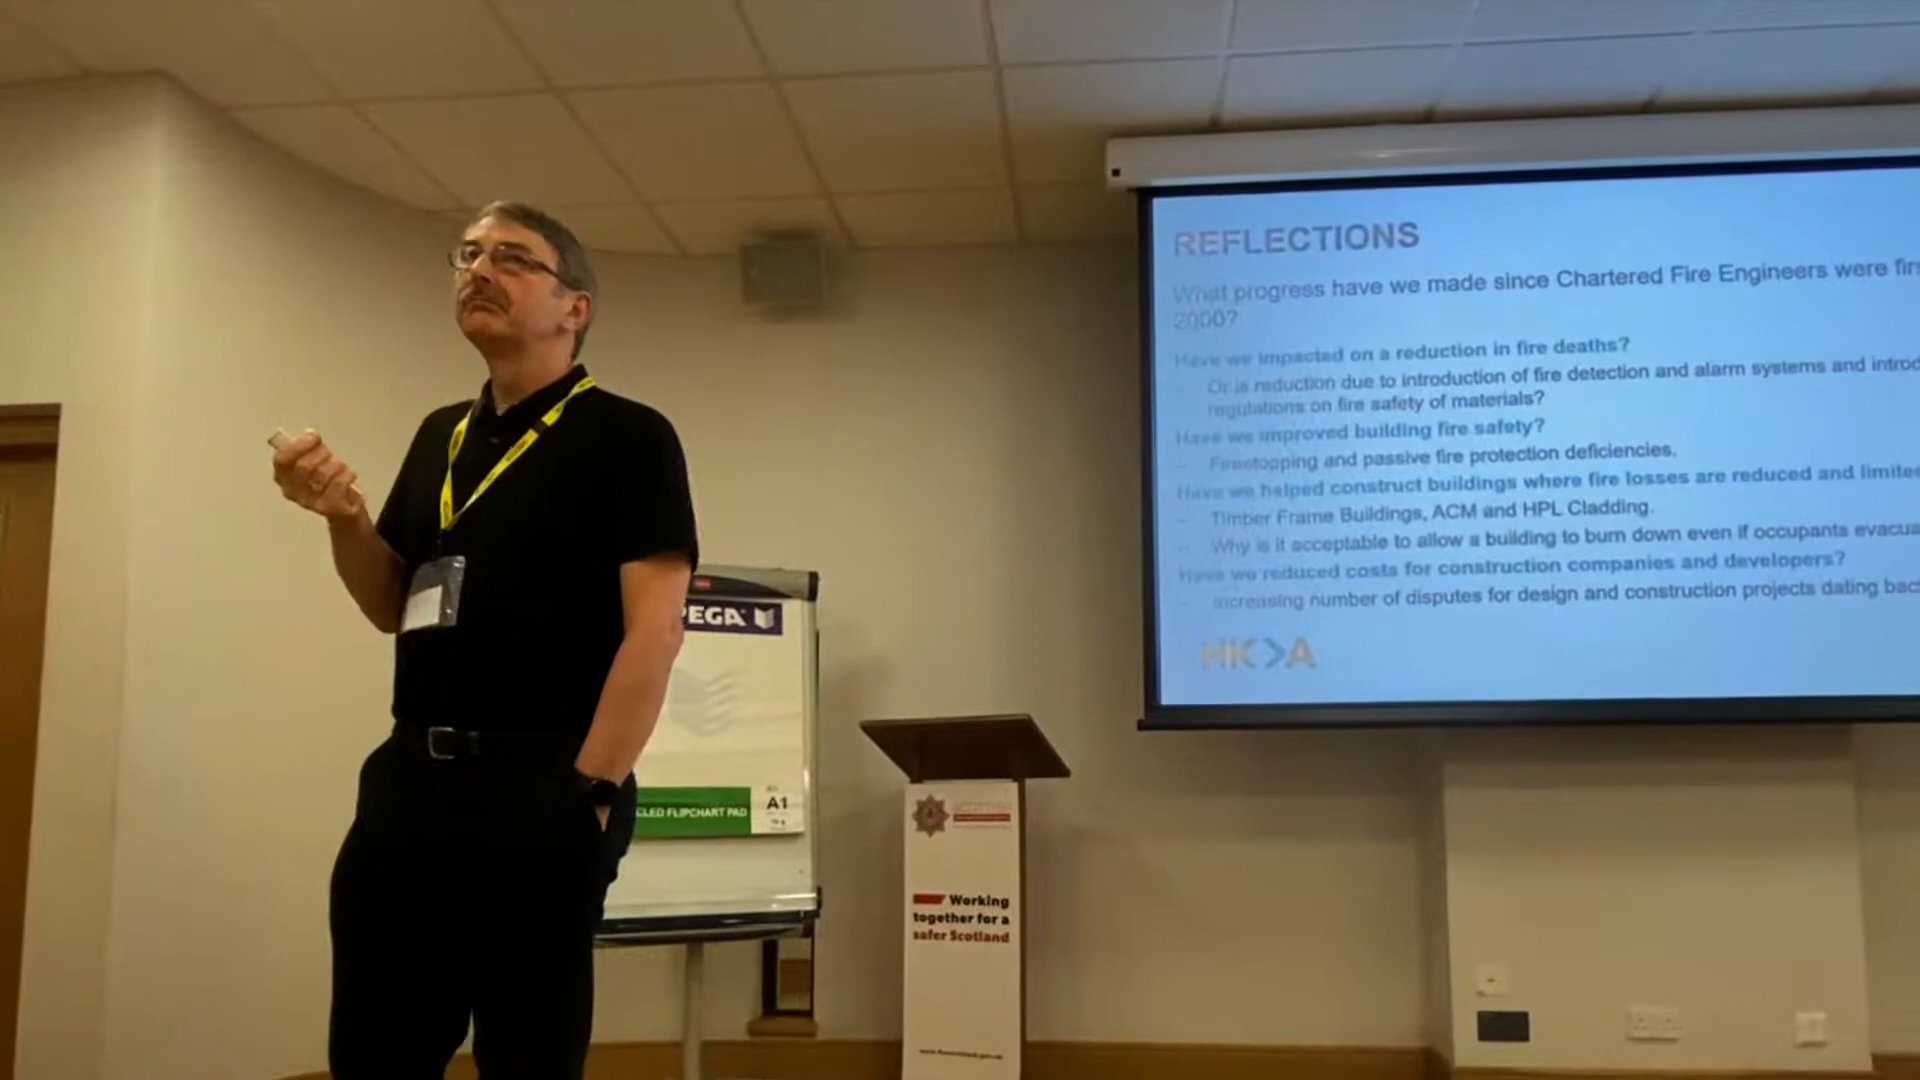 REFLECTIONS
What progress have we made since Chartered Fire Engineers were
2000?
Have we impacted on a reduction in fire deaths?
- Or is reduction due to introduction of fire detection and alarm systems and
regulations on fire safety of materials?
Have we improved building fire safety?
- Firestopping and passive fire protection deficiencies.
Have we helped construct buildings where fire losses are reduced and
- Timber Frame Buildings, ACM and HPL Cladding.
- Why is it acceptable to allow a building to burn down even if occupants
Have we reduced costs for construction companies and developers?
- Increasing number of disputes for design and construction projects dating
HK>A
PEGA
FLIPCHART PAD
A1
SCOTTISH
Working
together for a
safer Scotland